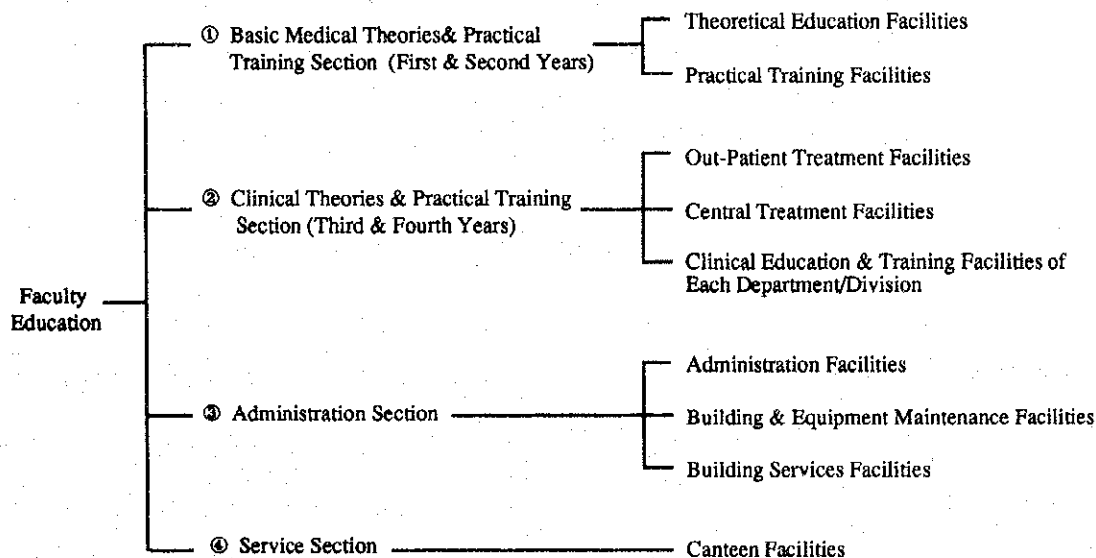 Faculty
Education
① Basic Medical Theories& Practical
Training Section (First & Second Years)
Theoretical Education Facilities
Practical Training Facilities
② Clinical Theories & Practical Training
Section (Third & Fourth Years)
Out-Patient Treatment Facilities
Central Treatment Facilities
Clinical Education & Training Facilities of
Each Department/Division
③ Administration Section
Administration Facilities
Building & Equipment Maintenance Facilities
Building Services Facilities
④ Service Section
Canteen Facilities